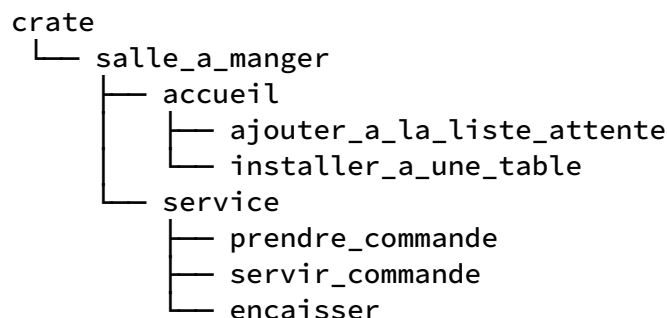 crate
└── salle_a_manger
    ├── accueil
    │   ├── ajouter_a_la_liste_attente
    │   └── installer_a_une_table
    └── service
        ├── prendre_commande
        ├── servir_commande
        └── encaisser